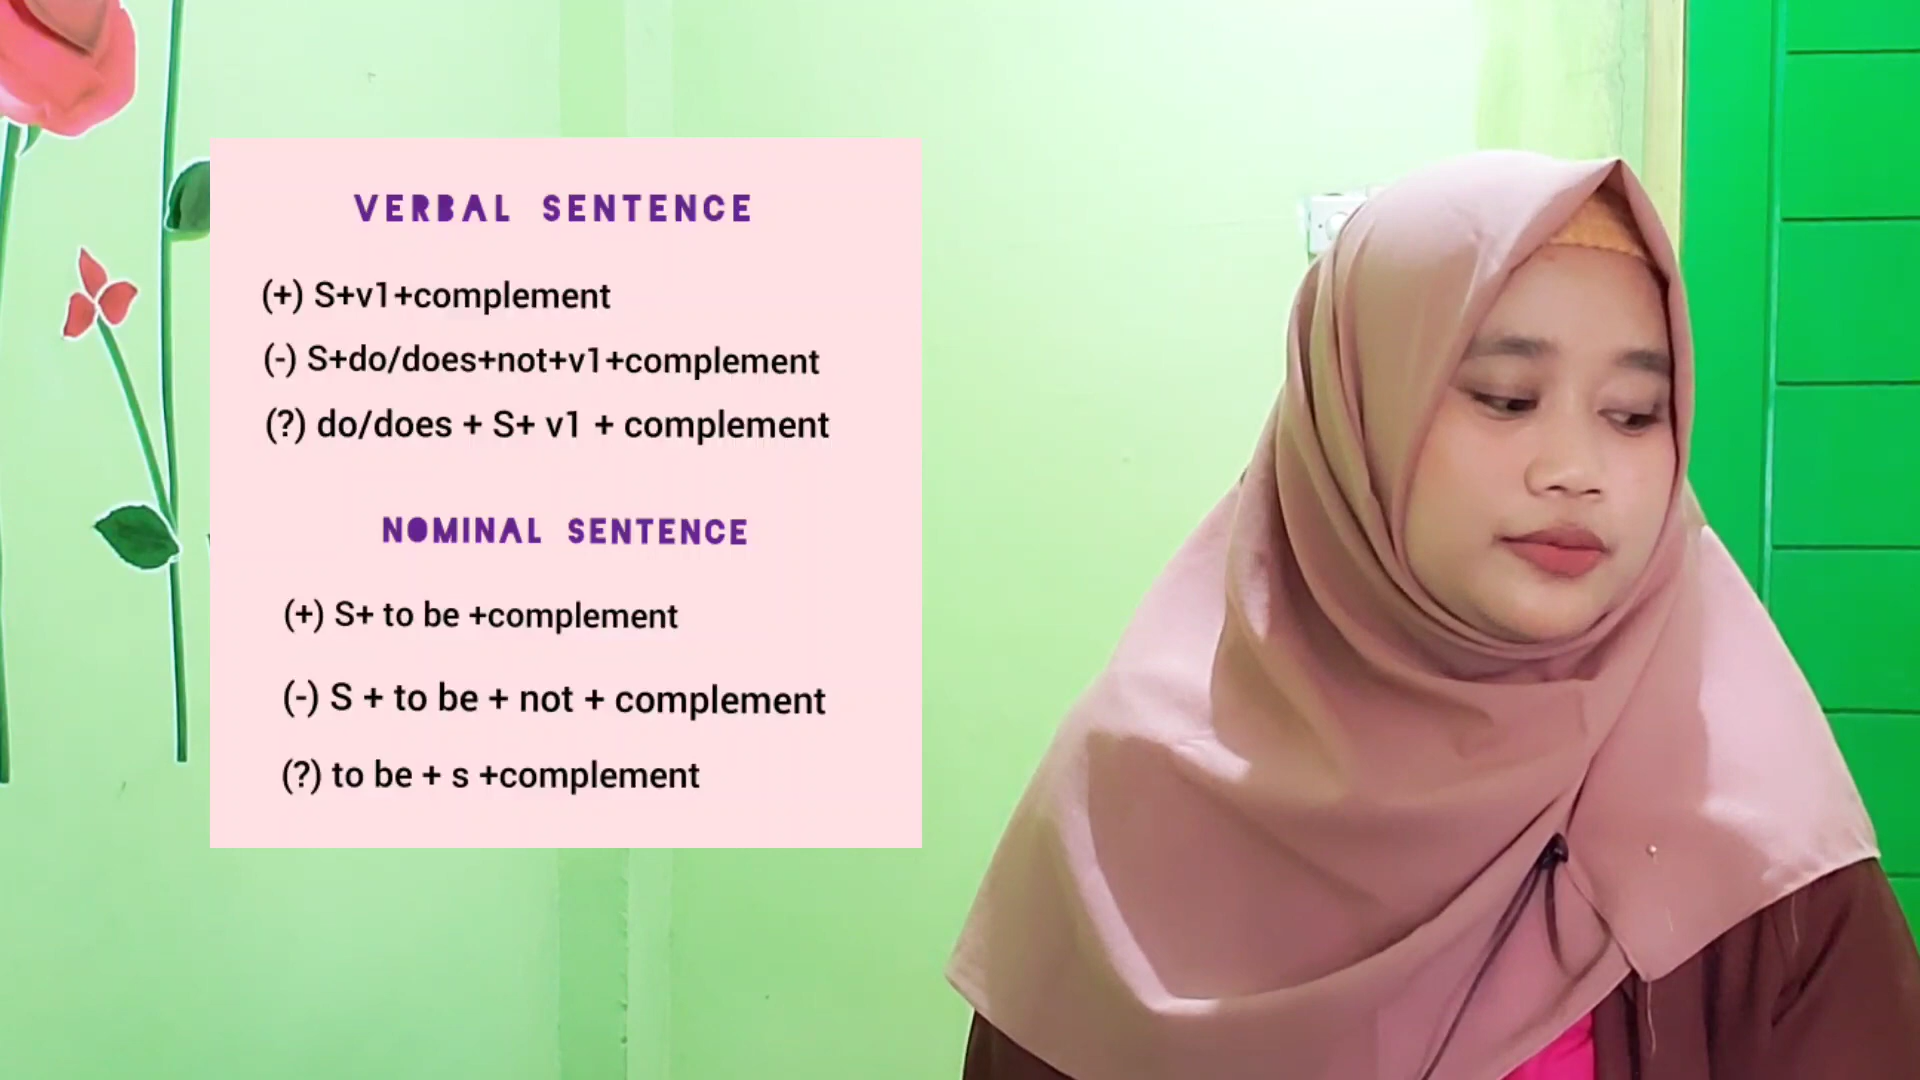 VERBAL SENTENCE
(+) S+v1+complement
(-) S+do/does+not+v1+complement
(?) do/does + S+ v1 + complement
NOMINAL SENTENCE
(+) S+ to be +complement
(-) S + to be + not + complement
(?) to be + s +complement